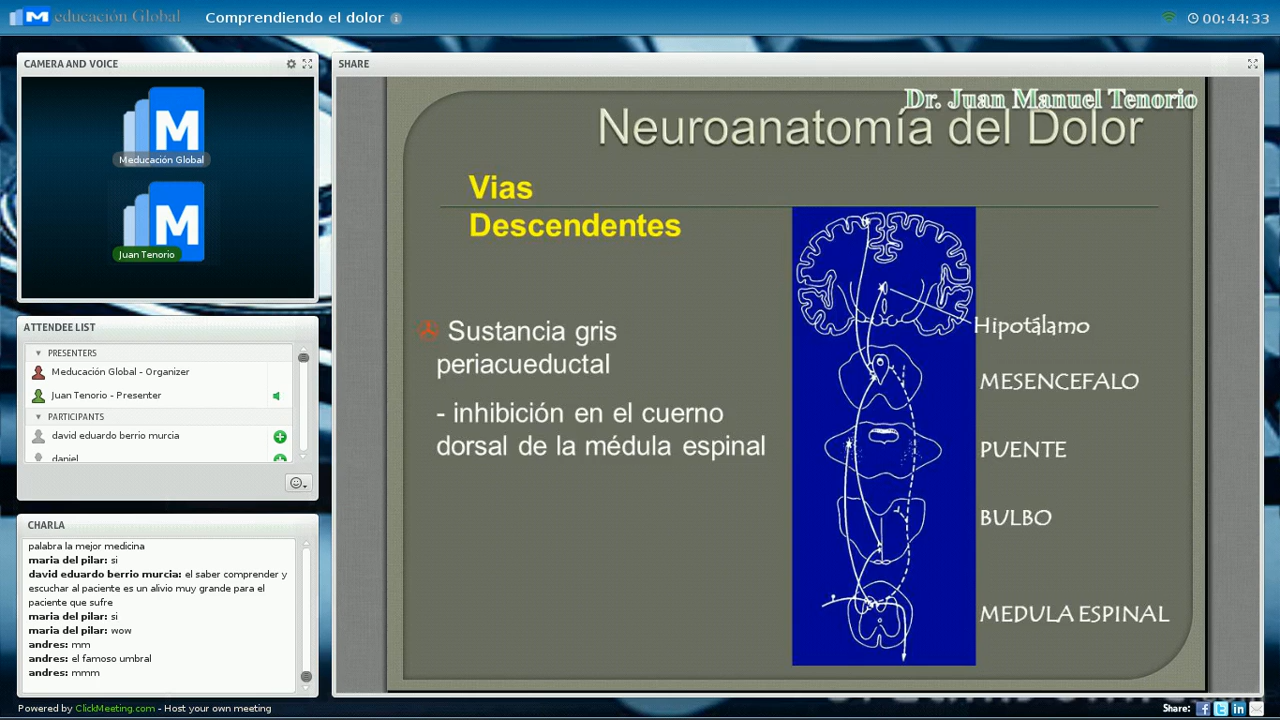 M educación Global
Comprendiendo el dolor
00:44:33
CAMERA AND VOICE
M
Meducación Global
M
Juan Tenorio
ATTENDEE LIST
PRESENTERS
Meducación Global - Organizer
Juan Tenorio - Presenter
PARTICIPANTS
david eduardo berrio murcia
daniel
CHARLA
palabra la mejor medicina
maria del pilar: si
david eduardo berrio murcia: el saber comprender y
escuchar al paciente es un alivio muy grande para el
paciente que sufre
maria del pilar: si
maria del pilar: wow
andres: mm
andres: el famoso umbral
andres: mmm
SHARE
Dr. Juan Manuel Tenorio
Neuroanatomía del Dolor
Vias
Descendentes
Sustancia gris
periacueductal
- inhibición en el cuerno
dorsal de la médula espinal
Hipotálamo
MESENCEFALO
PUENTE
BULBO
MEDULA ESPINAL
Powered by ClickMeeting.com - Host your own meeting
Share: